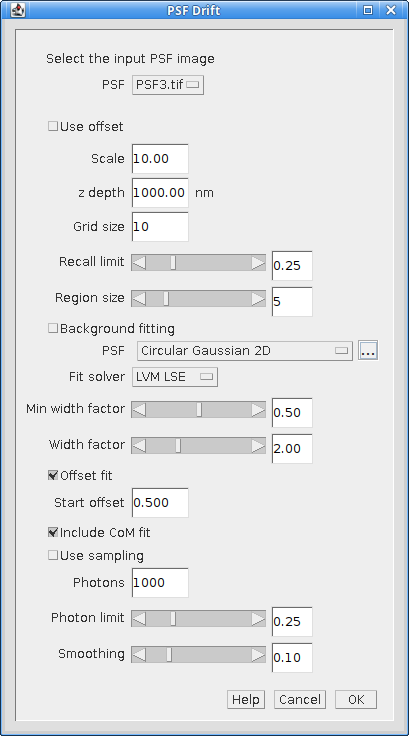 PSF Drift
Select the input PSF image
PSF PSF3.tif
Use offset
Scale 10.00
z depth 1000.00 nm
Grid size 10
Recall limit 0.25
Region size 5
Background fitting
PSF Circular Gaussian 2D ...
Fit solver LVM LSE
Min width factor 0.50
Width factor 2.00
Offset fit
Start offset 0.500
Include CoM fit
Use sampling
Photons 1000
Photon limit 0.25
Smoothing 0.10
Help Cancel OK